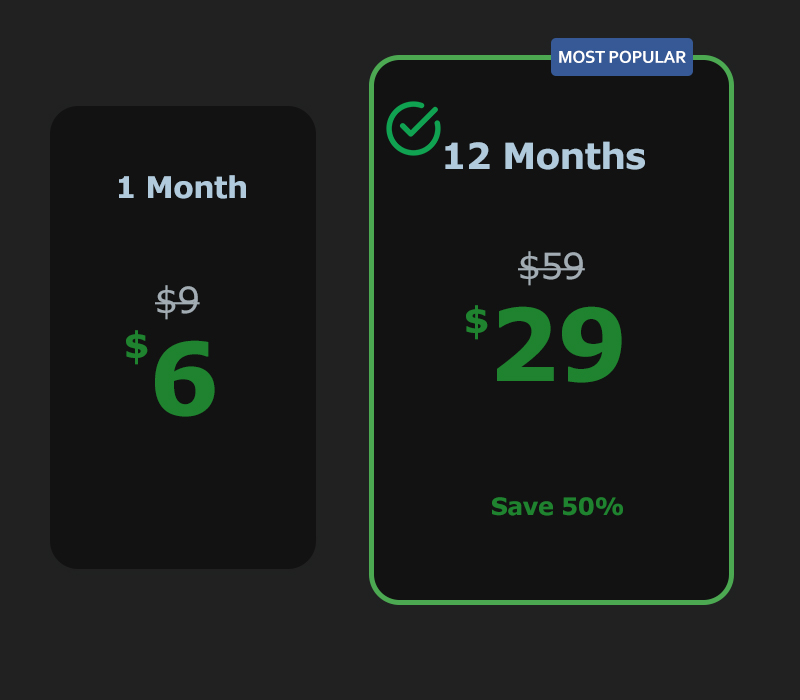 1 Month
$9
$6
MOST POPULAR
12 Months
$59
$29
Save 50%